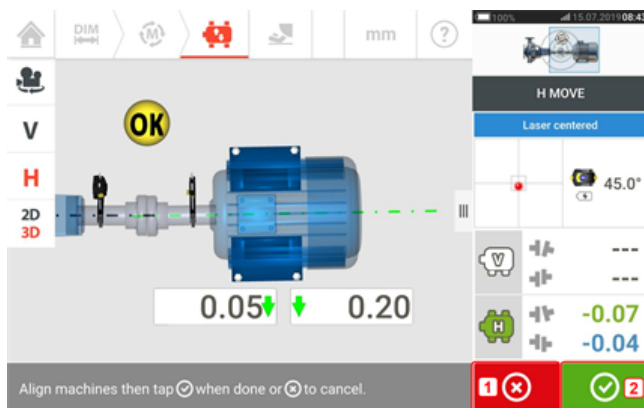 DIM
M
mm
?
100%
15.07.2019 08:43
V
H
2D
3D
OK
0.05
0.20
Align machines then tap when done or to cancel.
H MOVE
Laser centered
45.0°
V
---
---
H
-0.07
-0.04
1
2